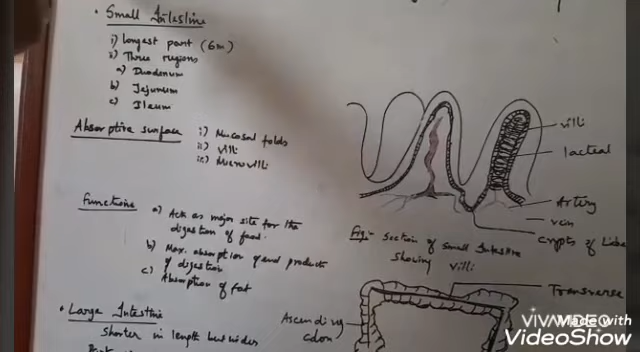 • Small Intestine
i) Longest part (6m)
ii) Three regions
a) Duodenum
b) Jejunum
c) Ileum
Absorptive surface
i) Mucosal folds
ii) Villi
iii) Microvilli
villi
lacteal
Artery
vein
crypts of
Fig:- Section of Small Intestine
showing villi
Functions
a) Act as major site for the
digestion of food.
b) Max. absorption of end products
of digestion
c) Absorption of fat
• Large Intestine
Shorter in length but wider
Ascending
colon
Transverse
VIVAVIDEO
Made with
VideoShow